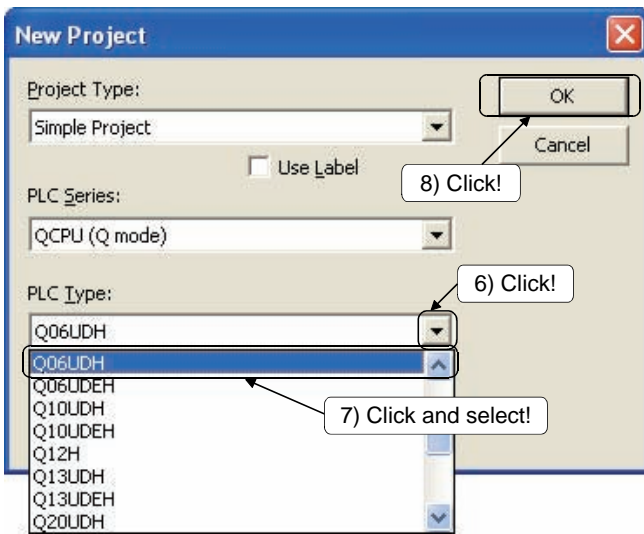 New Project
Project Type:
OK
Simple Project
Cancel
Use Label
8) Click!
PLC Series:
QCPU (Q mode)
6) Click!
PLC Type:
Q06UDH
Q06UDH
Q06UDEH
7) Click and select!
Q10UDH
Q10UDEH
Q12H
Q13UDH
Q13UDEH
Q20UDH